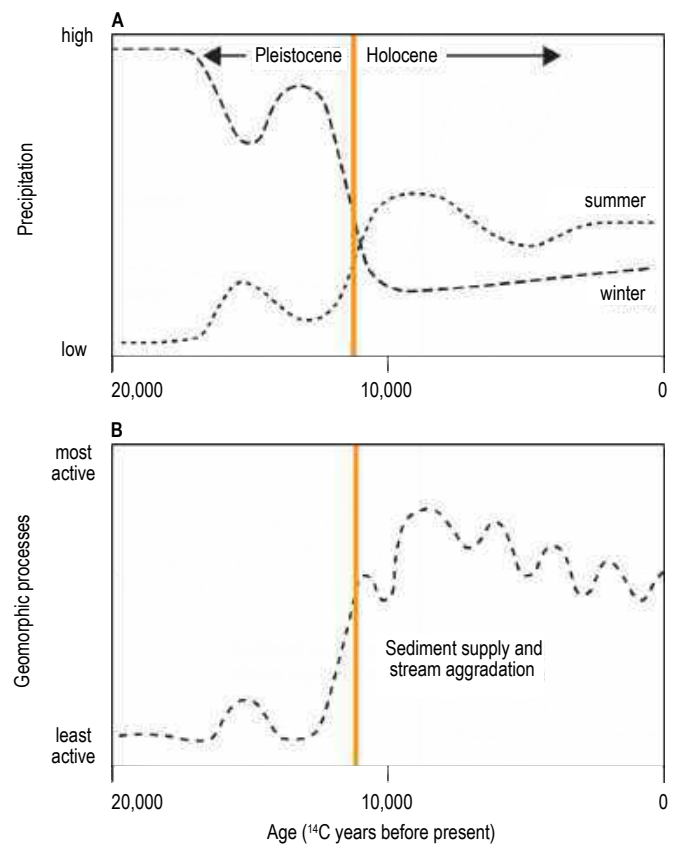 A
high
Pleistocene Holocene
Precipitation
summer
winter
low
20,000 10,000 0
B
most
active
Geomorphic processes
Sediment supply and
stream aggradation
least
active
20,000 10,000 0
Age (¹⁴C years before present)